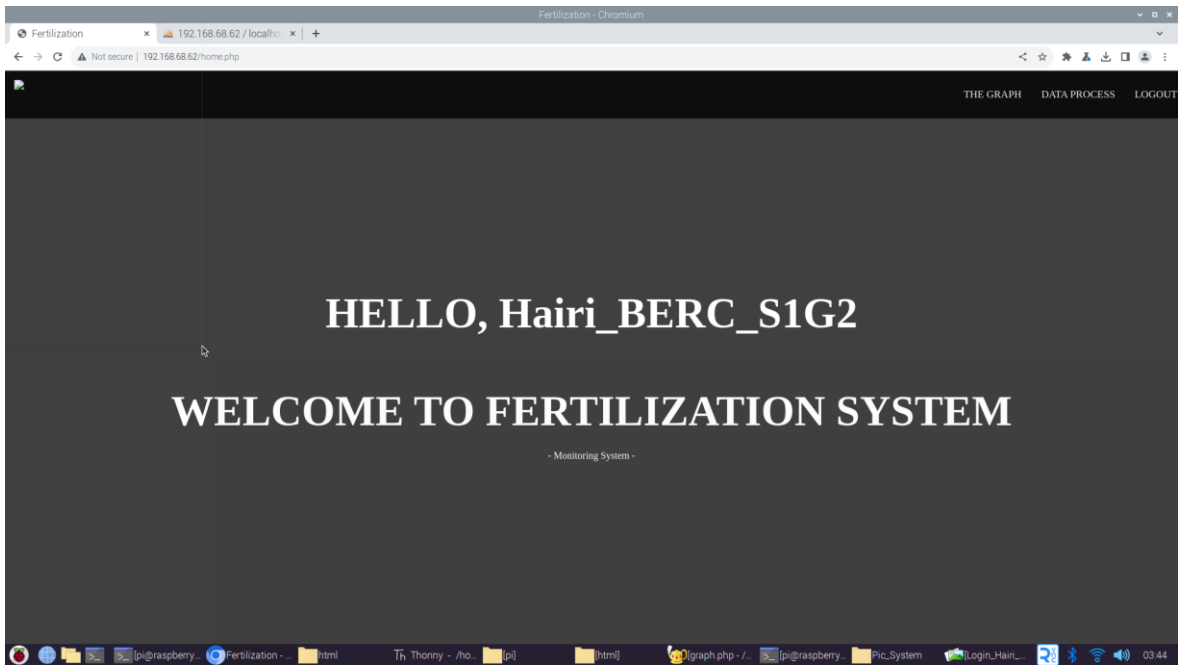 Fertilization - Chromium
Fertilization × 192.168.68.62 / localho × +
Not secure | 192.168.68.62/home.php
THE GRAPH DATA PROCESS LOGOUT
HELLO, Hairi_BERC_S1G2
WELCOME TO FERTILIZATION SYSTEM
- Monitoring System -
[pi@raspberry... Fertilization - ... html Thonny - /ho... [pi] [html] [graph.php - /... [pi@raspberry... Pic_System [Login_Hairi_... 03:44